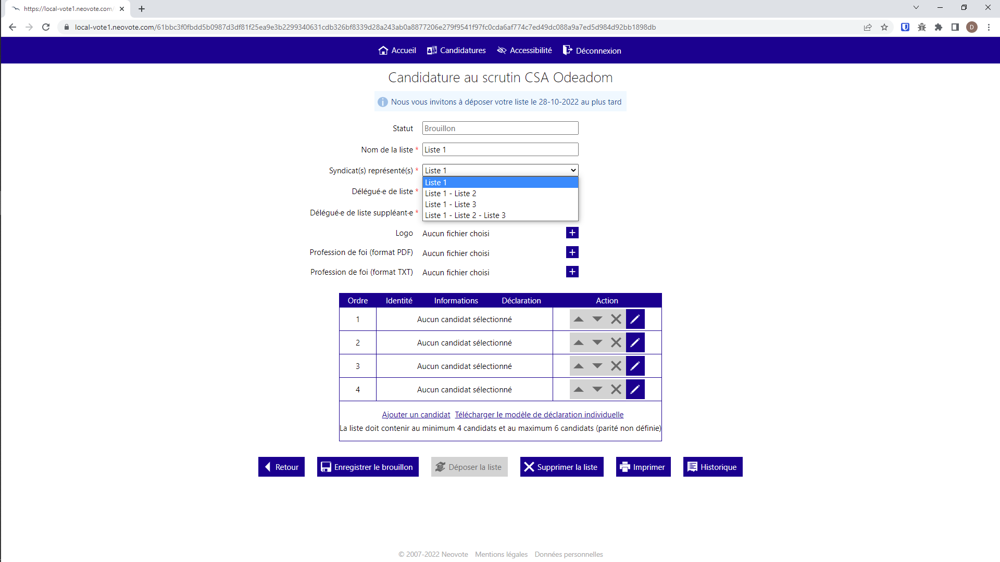 https://local-vote1.neovote.com/
local-vote1.neovote.com/61bbc3f0fbdd5b0987d3df81f25ea9e3b2299340631cdb326bf8339d28a243ab0a8877206e279f9541f97fc0cda6af774c7ed49dc088a9a7ed5d984d92bb1898db
D
Accueil Candidatures Accessibilité Déconnexion
Candidature au scrutin CSA Odeadom
Nous vous invitons à déposer votre liste le 28-10-2022 au plus tard
Statut Brouillon
Nom de la liste * Liste 1
Syndicat(s) représenté(s) * Liste 1
Liste 1
Délégué·e de liste * Liste 1 - Liste 2
Liste 1 - Liste 3
Délégué·e de liste suppléant·e * Liste 1 - Liste 2 - Liste 3
Logo Aucun fichier choisi
Profession de foi (format PDF) Aucun fichier choisi
Profession de foi (format TXT) Aucun fichier choisi
Ordre Identité Informations Déclaration Action
1 Aucun candidat sélectionné
2 Aucun candidat sélectionné
3 Aucun candidat sélectionné
4 Aucun candidat sélectionné
Ajouter un candidat Télécharger le modèle de déclaration individuelle
La liste doit contenir au minimum 4 candidats et au maximum 6 candidats (parité non définie)
Retour Enregistrer le brouillon Déposer la liste Supprimer la liste Imprimer Historique
© 2007-2022 Neovote Mentions légales Données personnelles